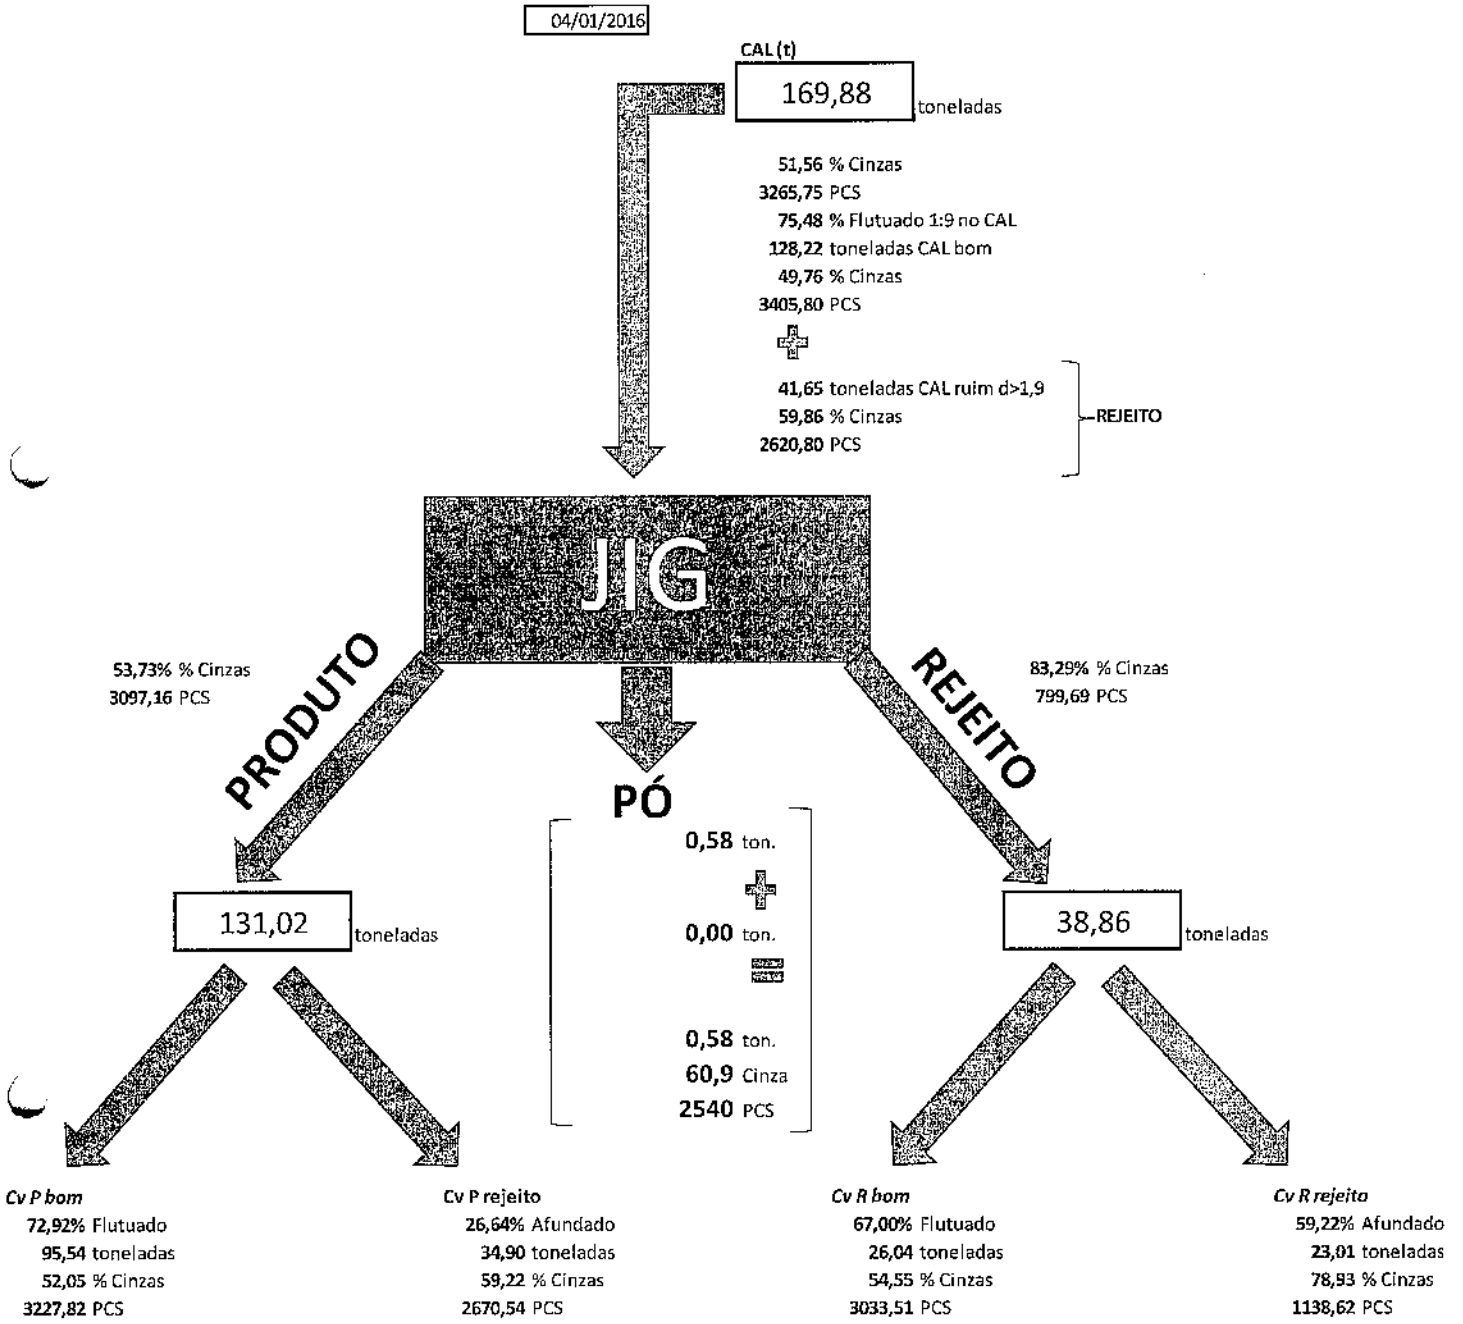 04/01/2016
CAL (t)
169,88 toneladas
51,56 % Cinzas
3265,75 PCS
75,48 % Flutuado 1:9 no CAL
128,22 toneladas CAL bom
49,76 % Cinzas
3405,80 PCS
41,65 toneladas CAL ruim d>1,9
59,86 % Cinzas
2620,80 PCS
REJEITO
JIG
53,73% % Cinzas
3097,16 PCS
PRODUTO
REJEITO
83,29% % Cinzas
799,69 PCS
PÓ
0,58 ton.
+
0,00 ton.
=
0,58 ton.
60,9 Cinza
2540 PCS
131,02 toneladas
38,86 toneladas
Cv P bom
72,92% Flutuado
95,54 toneladas
52,05 % Cinzas
3227,82 PCS
Cv P rejeito
26,64% Afundado
34,90 toneladas
59,22 % Cinzas
2670,54 PCS
Cv R bom
67,00% Flutuado
26,04 toneladas
54,55 % Cinzas
3033,51 PCS
Cv R rejeito
59,22% Afundado
23,01 toneladas
78,93 % Cinzas
1138,62 PCS